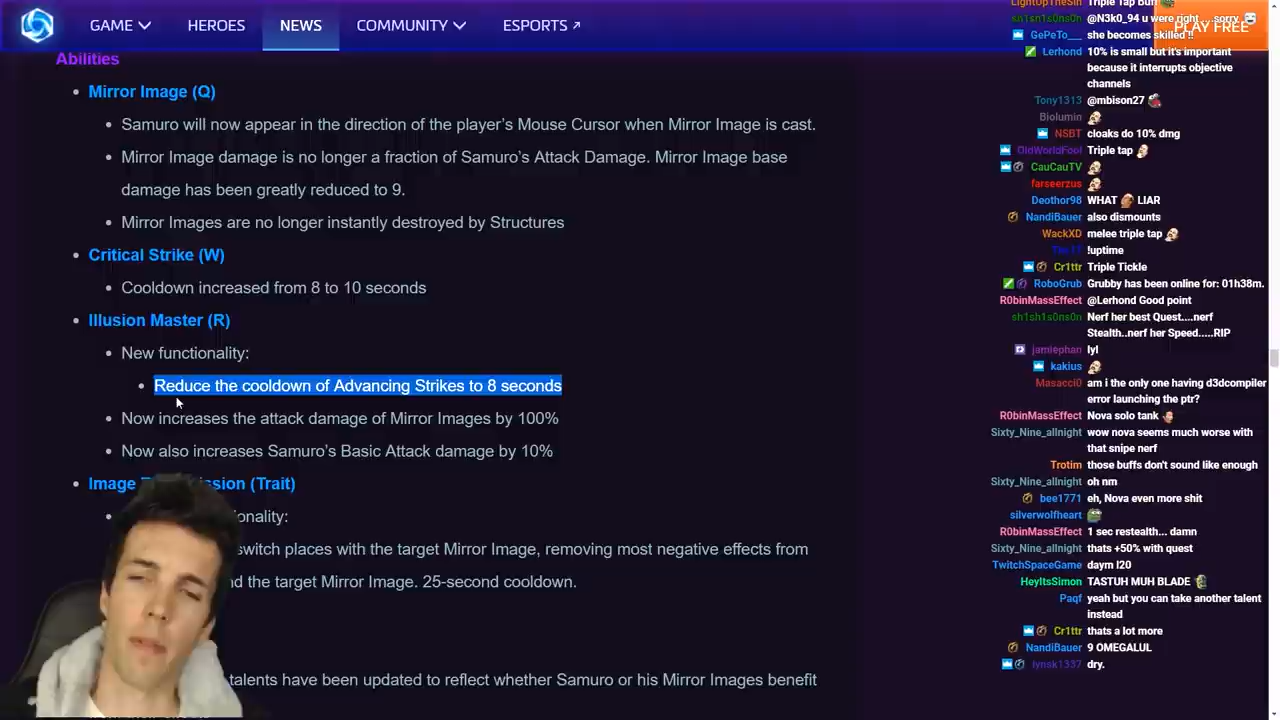 GAME
HEROES
NEWS
COMMUNITY
ESPORTS
PLAY FREE
Abilities
Mirror Image (Q)
Samuro will now appear in the direction of the player's Mouse Cursor when Mirror Image is cast.
Mirror Image damage is no longer a fraction of Samuro's Attack Damage. Mirror Image base
damage has been greatly reduced to 9.
Mirror Images are no longer instantly destroyed by Structures
Critical Strike (W)
Cooldown increased from 8 to 10 seconds
Illusion Master (R)
New functionality:
Reduce the cooldown of Advancing Strikes to 8 seconds
Now increases the attack damage of Mirror Images by 100%
Now also increases Samuro's Basic Attack damage by 10%
Image ssion (Trait)
onality:
switch places with the target Mirror Image, removing most negative effects from
nd the target Mirror Image. 25-second cooldown.
talents have been updated to reflect whether Samuro or his Mirror Images benefit
LightUpTheSin Triple Tap Buff
sn1sn1s0ns0n @N3k0_94 u were right ....sorry
GePeTo___ she becomes skilled !!
Lerhond 10% is small but it's important
because it interrupts objective
channels
Tony1313 @mbison27
Biolumin
NSBT cloaks do 10% dmg
OldWorldFool Triple tap
CauCauTV
farseerzus
Deothor98 WHAT LIAR
NandiBauer also dismounts
WackXD melee triple tap
!uptime
Cr1ttr Triple Tickle
RoboGrub Grubby has been online for: 01h38m.
R0binMassEffect @Lerhond Good point
sh1sh1s0ns0n Nerf her best Quest....nerf
Stealth..nerf her Speed.....RIP
jamiephan lyl
kakius
Masacci0 am i the only one having d3dcompiler
error launching the ptr?
R0binMassEffect Nova solo tank
Sixty_Nine_allnight wow nova seems much worse with
that snipe nerf
Trotim those buffs don't sound like enough
Sixty_Nine_allnight oh nm
bee1771 eh, Nova even more shit
silverwolfheart
R0binMassEffect 1 sec restealth... damn
Sixty_Nine_allnight thats +50% with quest
TwitchSpaceGame daym l20
HeyItsSimon TASTUH MUH BLADE
Paqf yeah but you can take another talent
instead
Cr1ttr thats a lot more
NandiBauer 9 OMEGALUL
lynsk1337 dry.